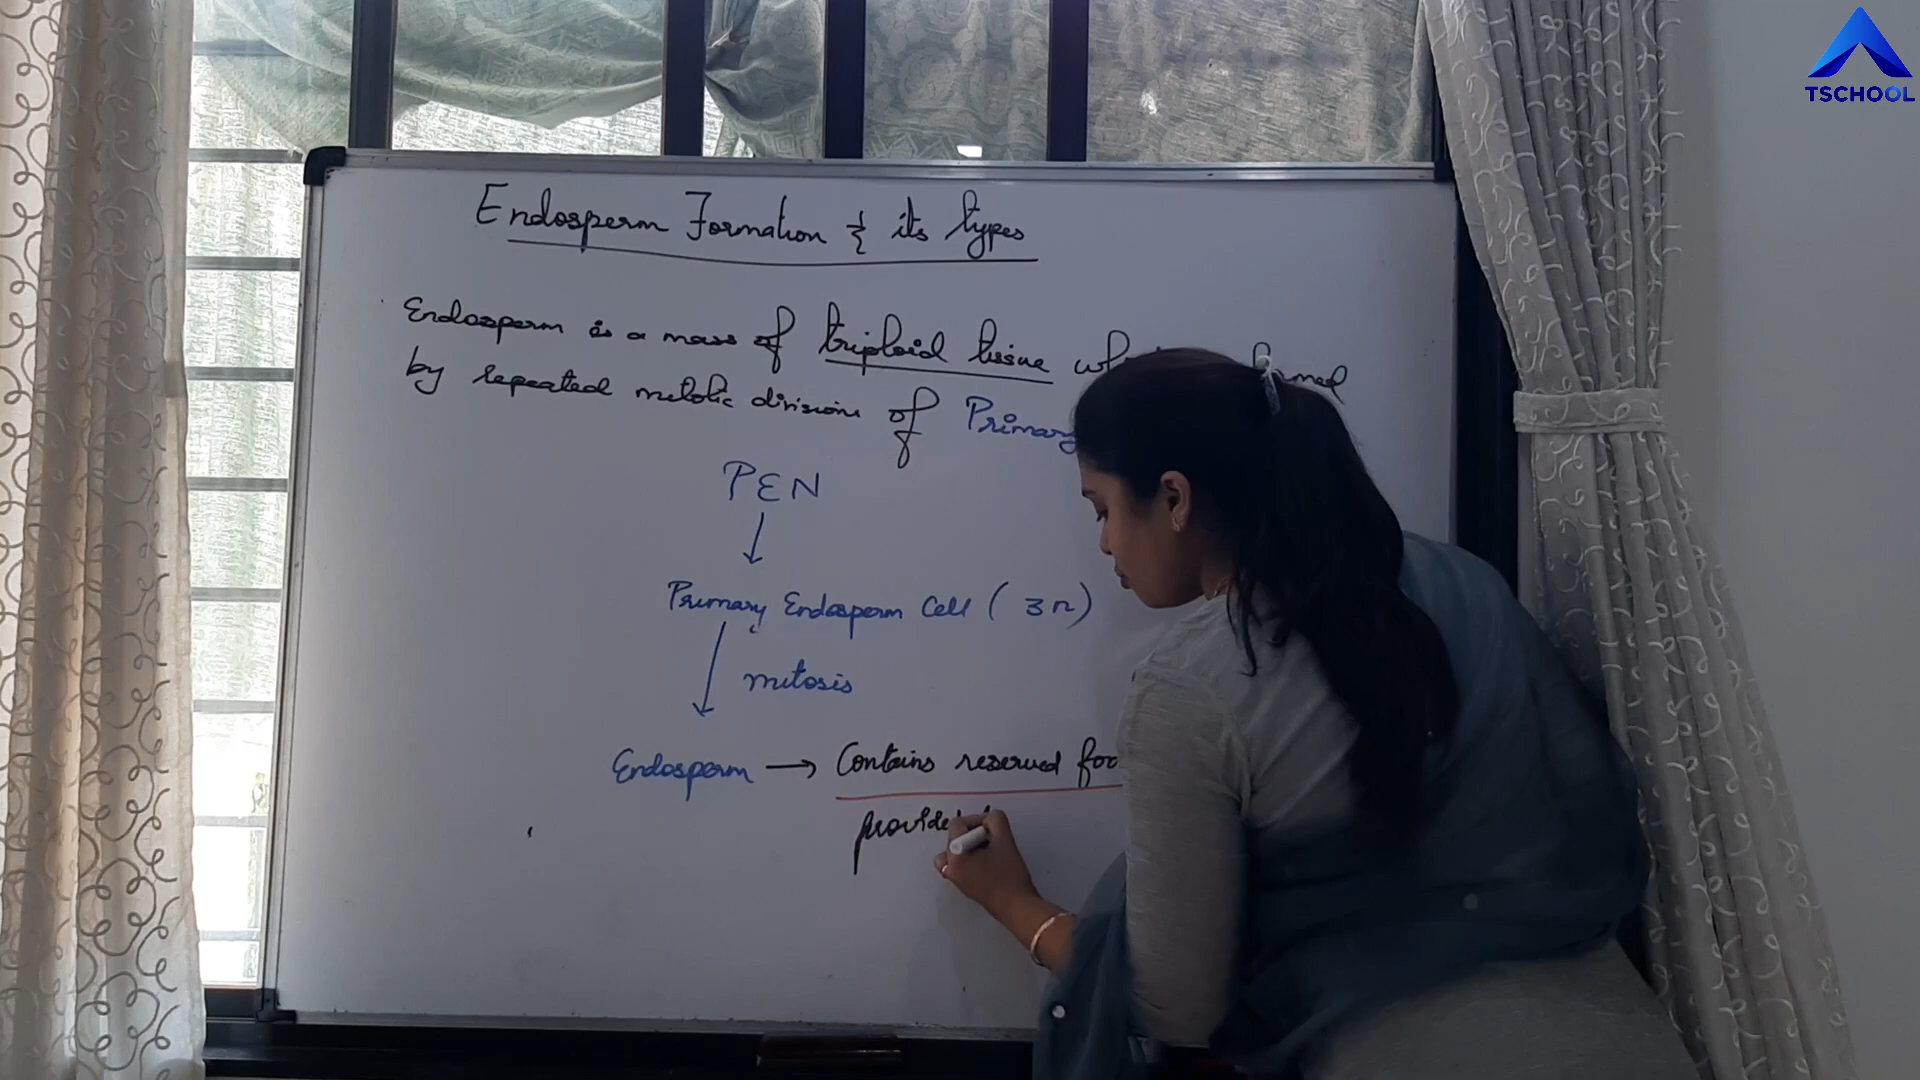 TSCHOOL
Endosperm Formation & its types
Endosperm is a mass of triploid tissue
by repeated mitotic divisions of Primary
PEN
Primary Endosperm Cell ( 3n )
mitosis
Endosperm → Contains reserved foo
provide